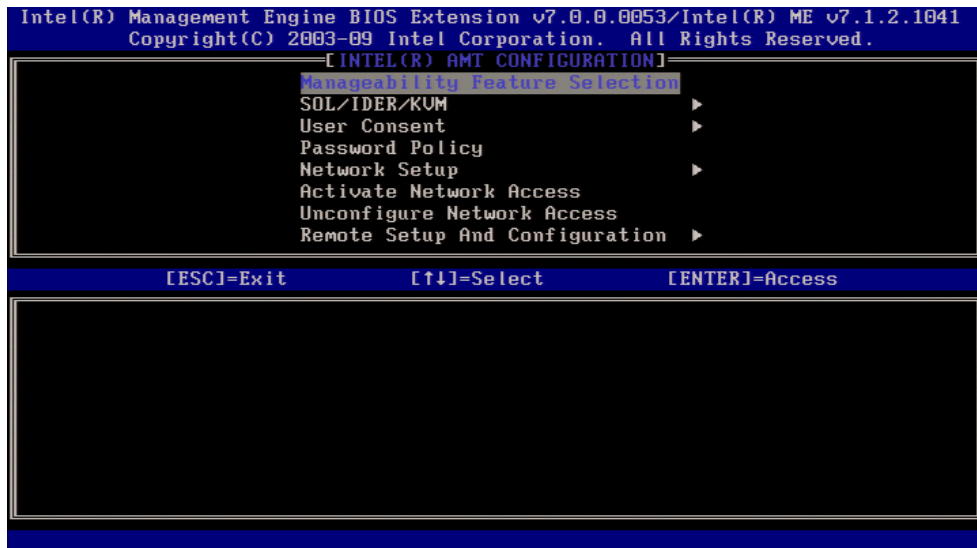 Intel(R) Management Engine BIOS Extension v7.0.0.0053/Intel(R) ME v7.1.2.1041
Copyright(C) 2003-09 Intel Corporation. All Rights Reserved.
[INTEL(R) AMT CONFIGURATION]
Manageability Feature Selection
SOL/IDER/KVM ►
User Consent ►
Password Policy
Network Setup ►
Activate Network Access
Unconfigure Network Access
Remote Setup And Configuration ►
[ESC]=Exit [↑↓]=Select [ENTER]=Access